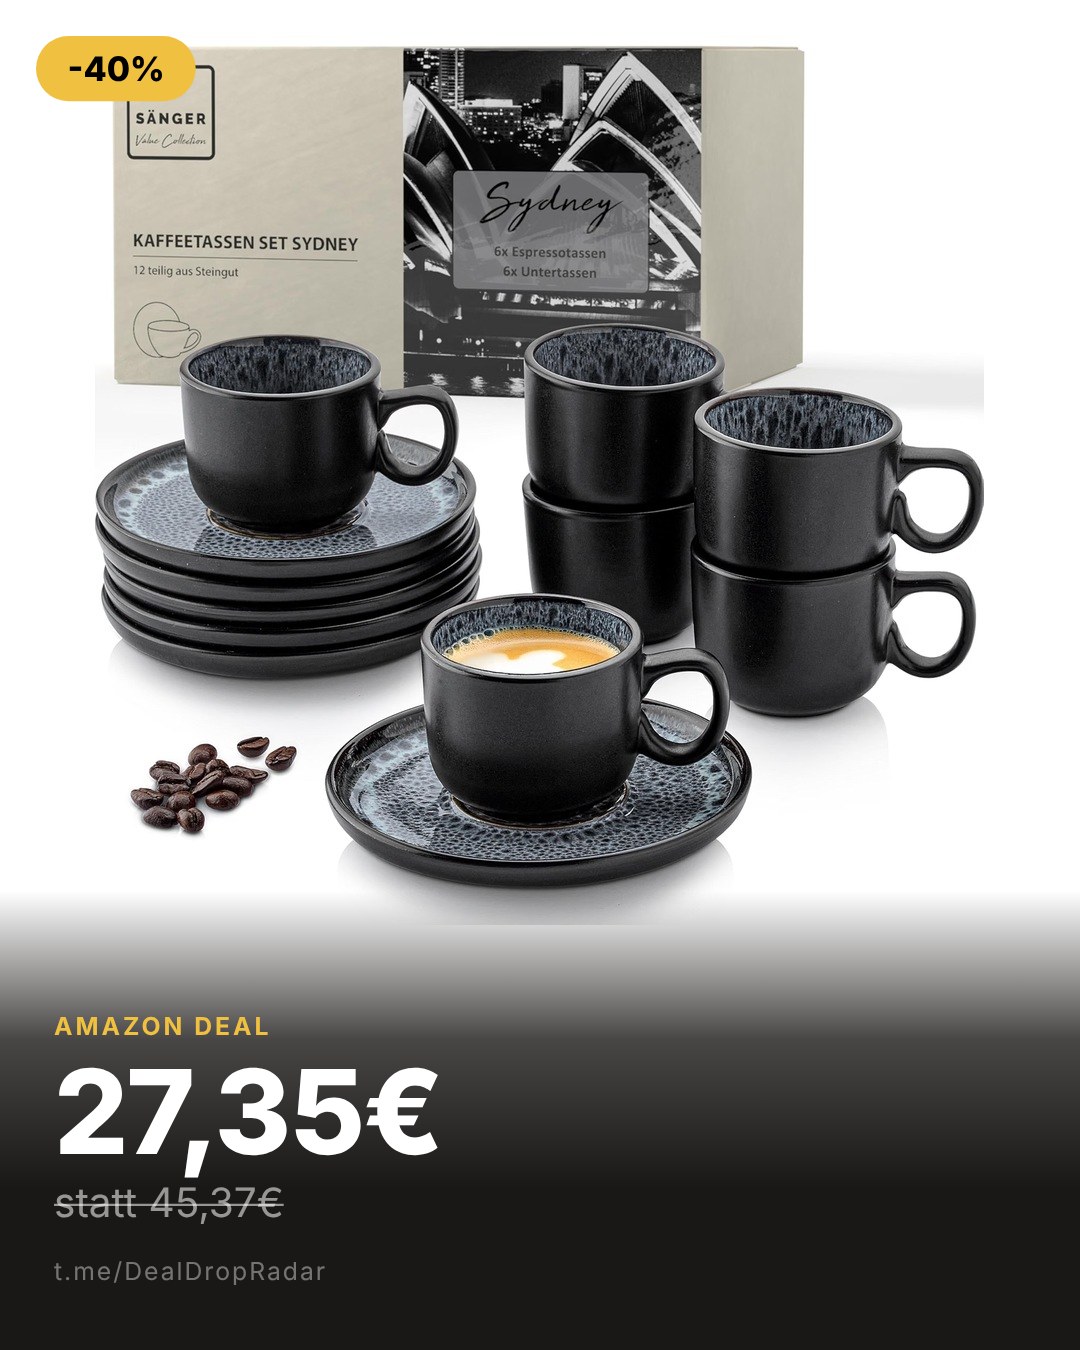 -40%
SÄNGER
Value Collection
KAFFEETASSEN SET SYDNEY
12 teilig aus Steingut
Sydney
6x Espressotassen
6x Untertassen
AMAZON DEAL
27,35€
statt 45,37€
t.me/DealDropRadar